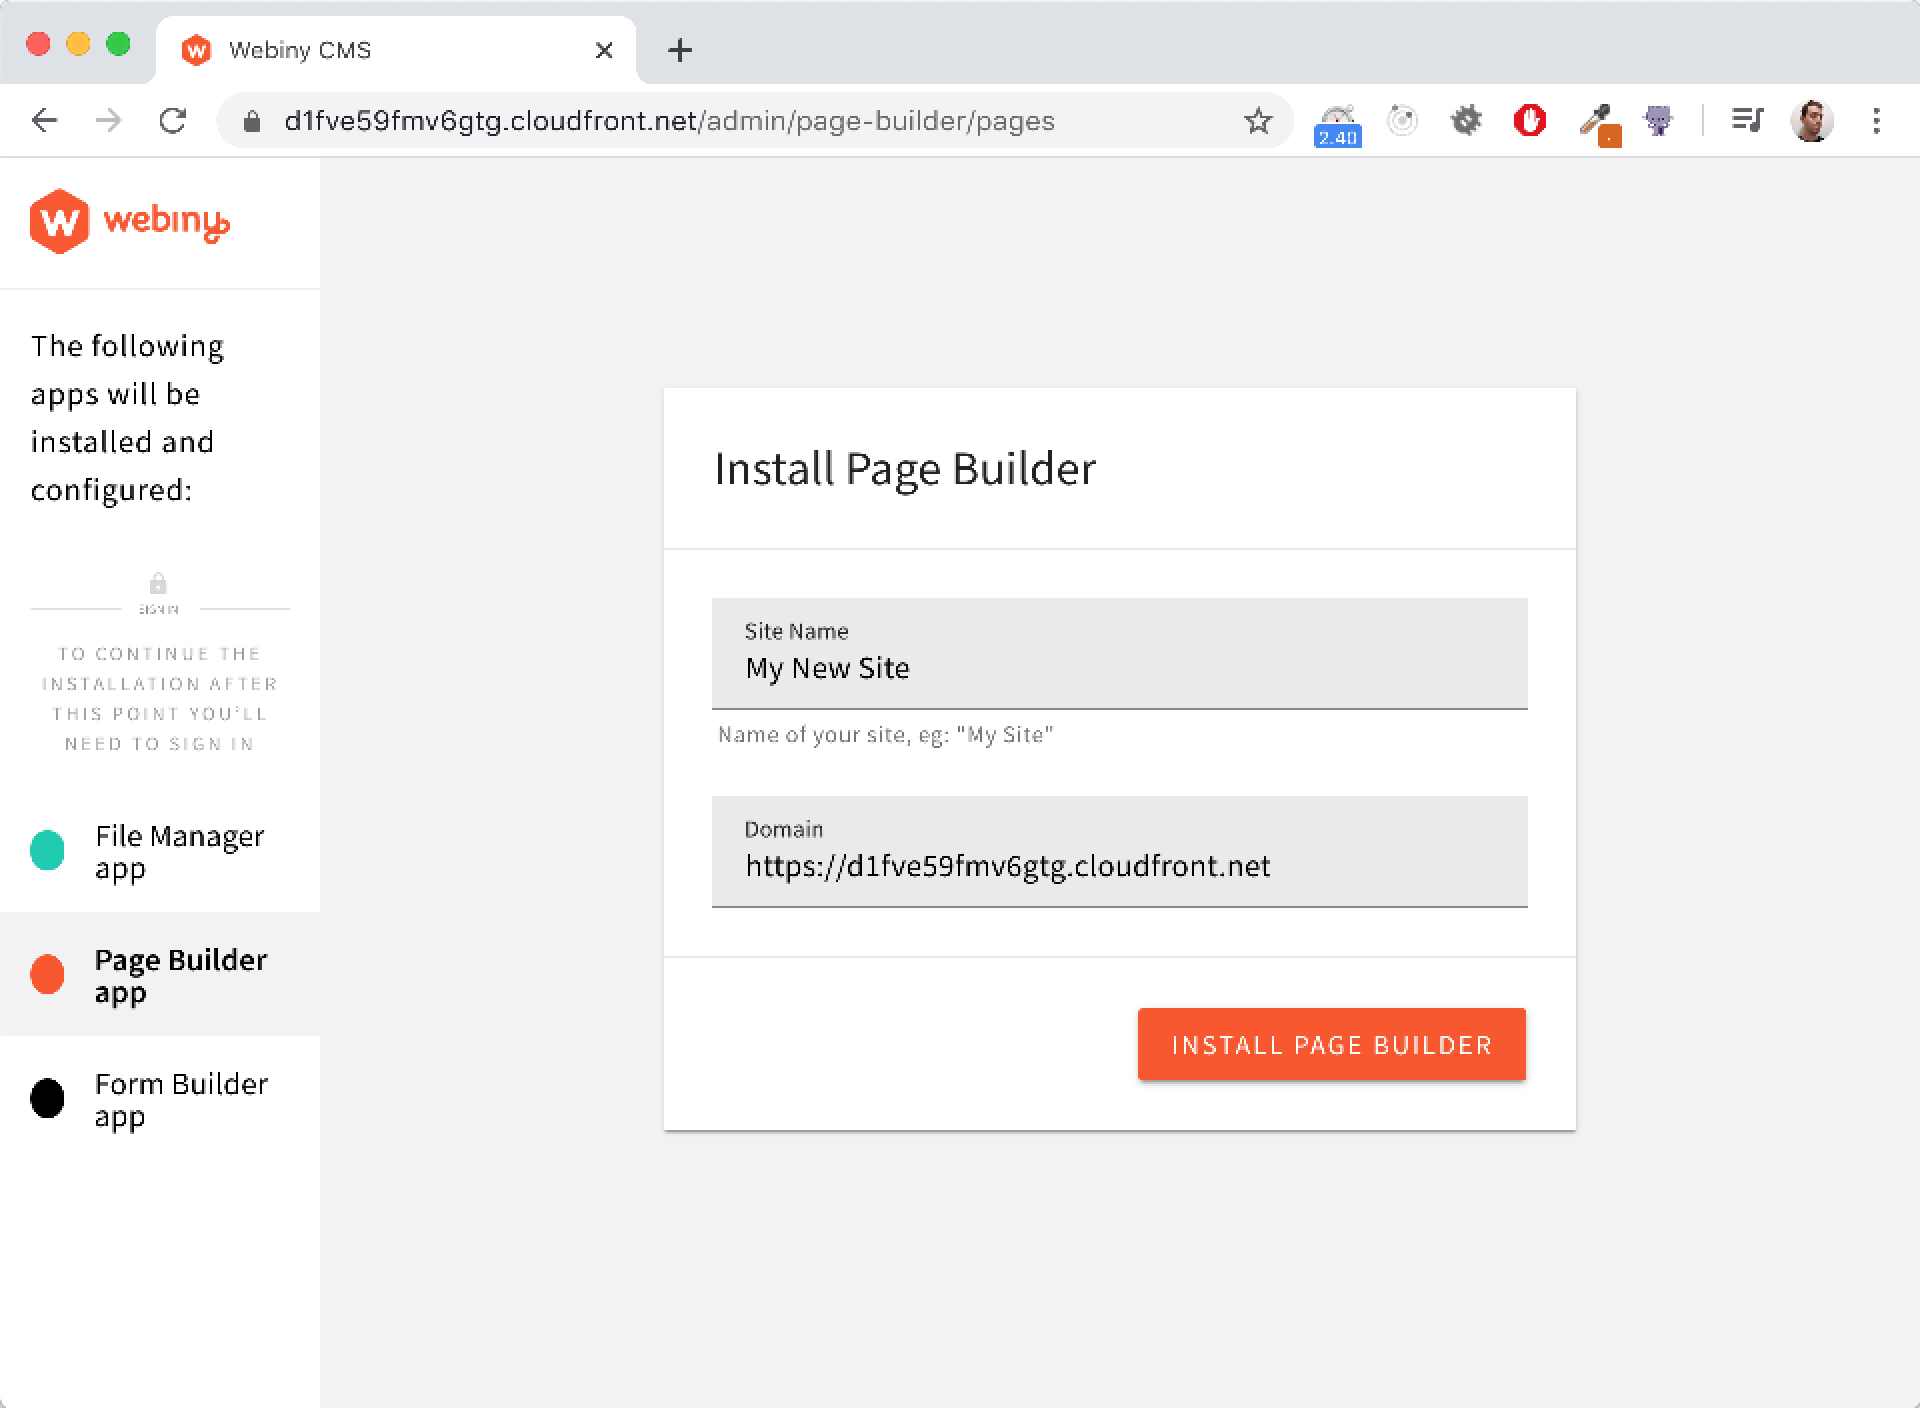 Webiny CMS
d1fve59fmv6gtg.cloudfront.net/admin/page-builder/pages
2.40
W webiny
The following
apps will be
installed and
configured:
SIGN IN
TO CONTINUE THE
INSTALLATION AFTER
THIS POINT YOU'LL
NEED TO SIGN IN
File Manager
app
Page Builder
app
Form Builder
app
Install Page Builder
Site Name
My New Site
Name of your site, eg: "My Site"
Domain
https://d1fve59fmv6gtg.cloudfront.net
INSTALL PAGE BUILDER